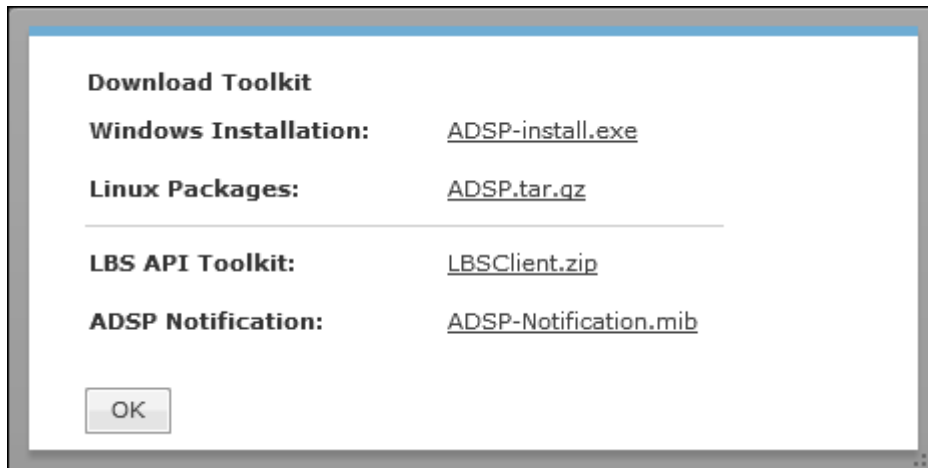 Download Toolkit
Windows Installation: ADSP-install.exe
Linux Packages: ADSP.tar.gz
LBS API Toolkit: LBSClient.zip
ADSP Notification: ADSP-Notification.mib
OK